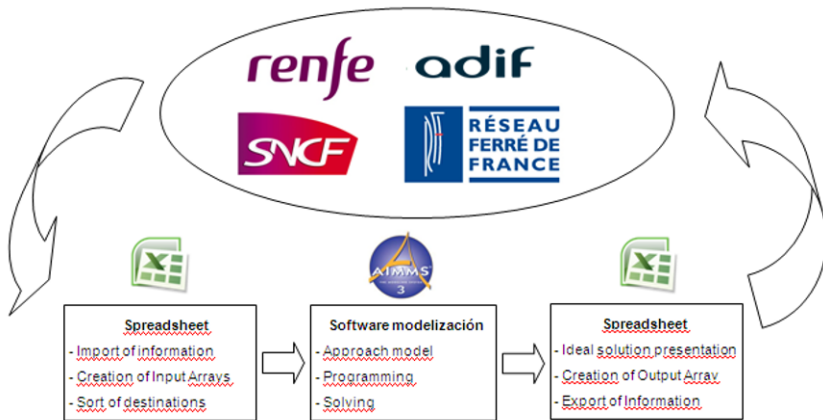 renfe
adif
SNCF
RÉSEAU
FERRÉ DE
FRANCE
AIMMS
3
Spreadsheet
- Import of information
- Creation of Input Arrays
- Sort of destinations
Software modelización
- Approach model
- Programming
- Solving
Spreadsheet
- Ideal solution presentation
- Creation of Output Array
- Export of Information